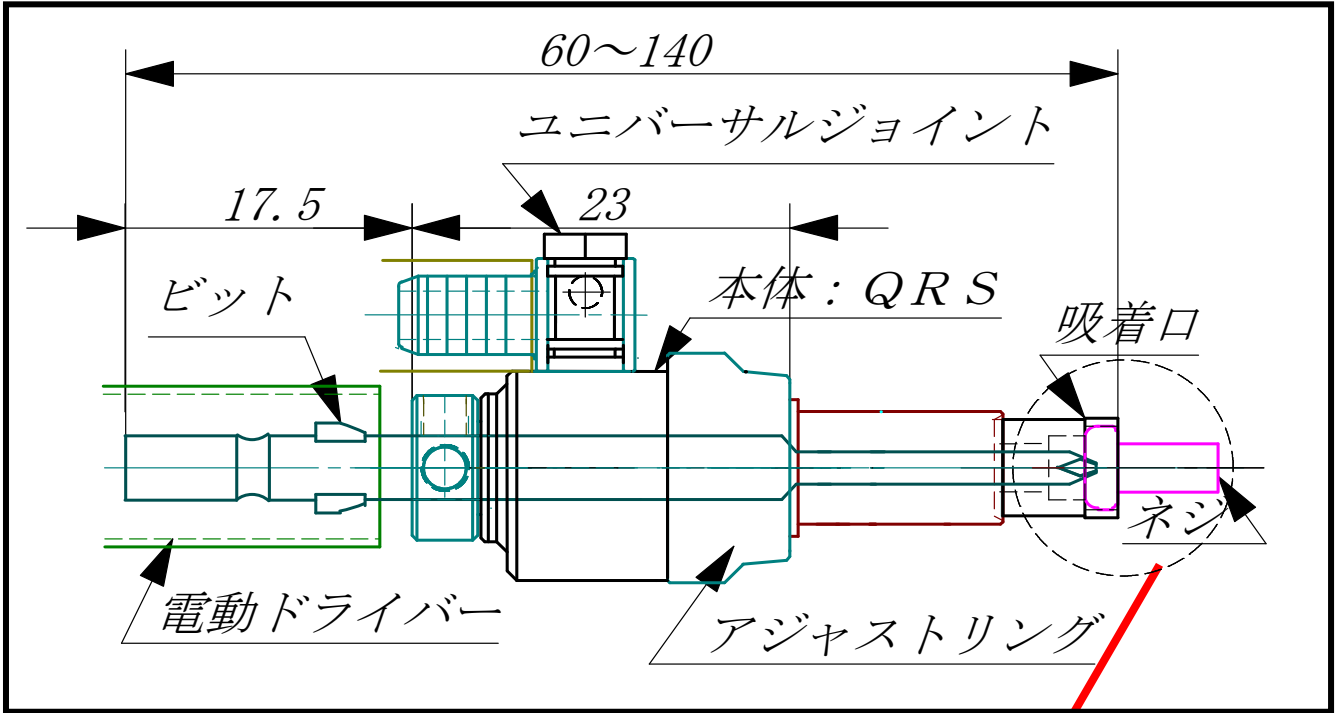 60～140
ユニバーサルジョイント
17.5
23
ビット
本体：ＱＲＳ
吸着口
ネジ
電動ドライバー
アジャストリング